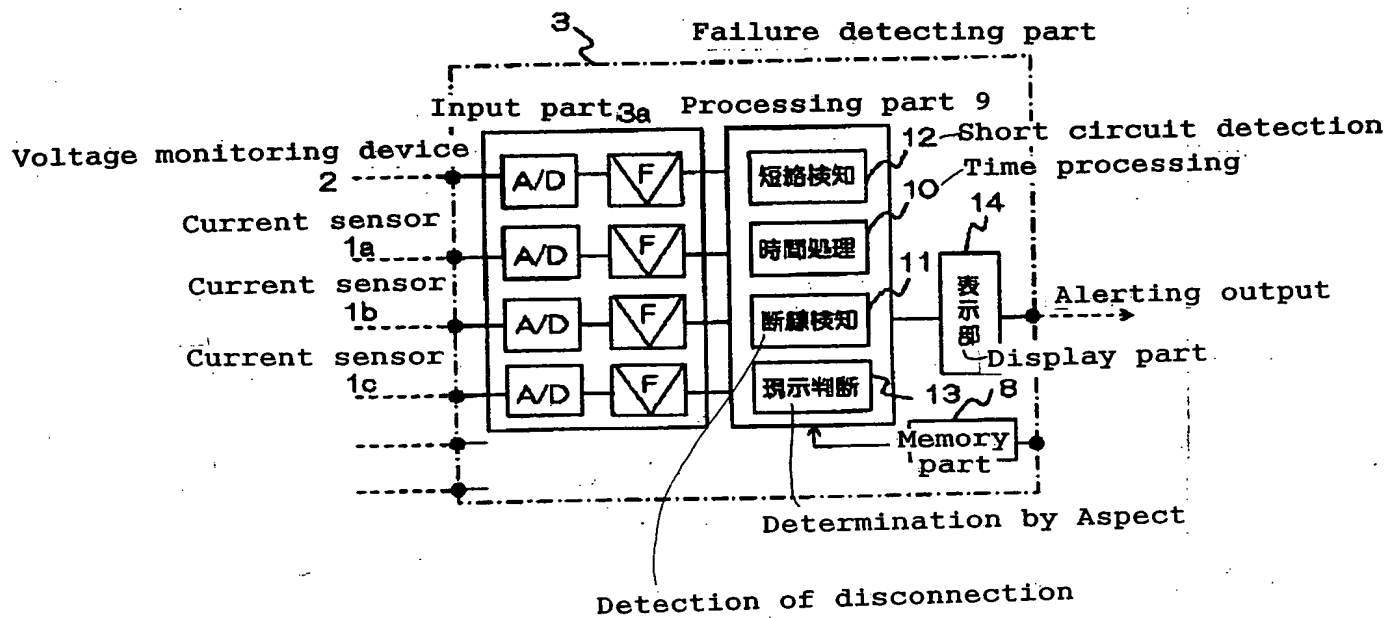 3
Failure detecting part
Input part 3a
Processing part 9
12
Short circuit detection
Voltage monitoring device
2
A/D
F
短絡検知
10
Time processing
Current sensor
1a
A/D
F
時間処理
14
11
Current sensor
1b
A/D
F
断線検知
表示部
Alerting output
Current sensor
1c
A/D
F
現示判断
13
Display part
8
Memory
part
Determination by Aspect
Detection of disconnection